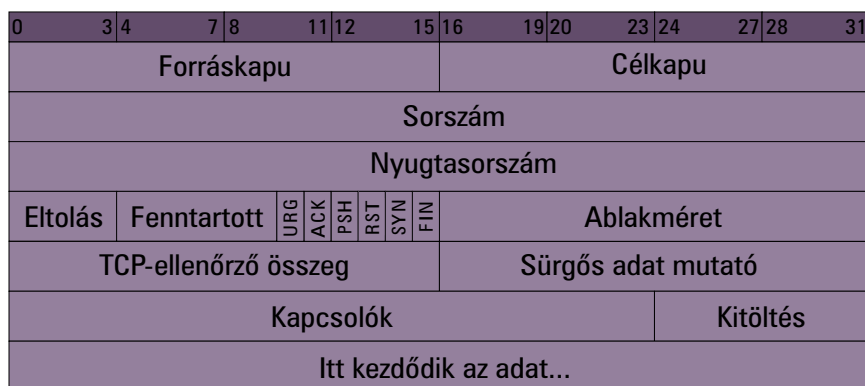 0 3 4 7 8 11 12 15 16 19 20 23 24 27 28 31
Forráskapu Célkapu
Sorszám
Nyugtasorszám
Eltolás Fenntartott URG ACK PSH RST SYN FIN Ablakméret
TCP-ellenőrző összeg Sürgős adat mutató
Kapcsolók Kitöltés
Itt kezdődik az adat...